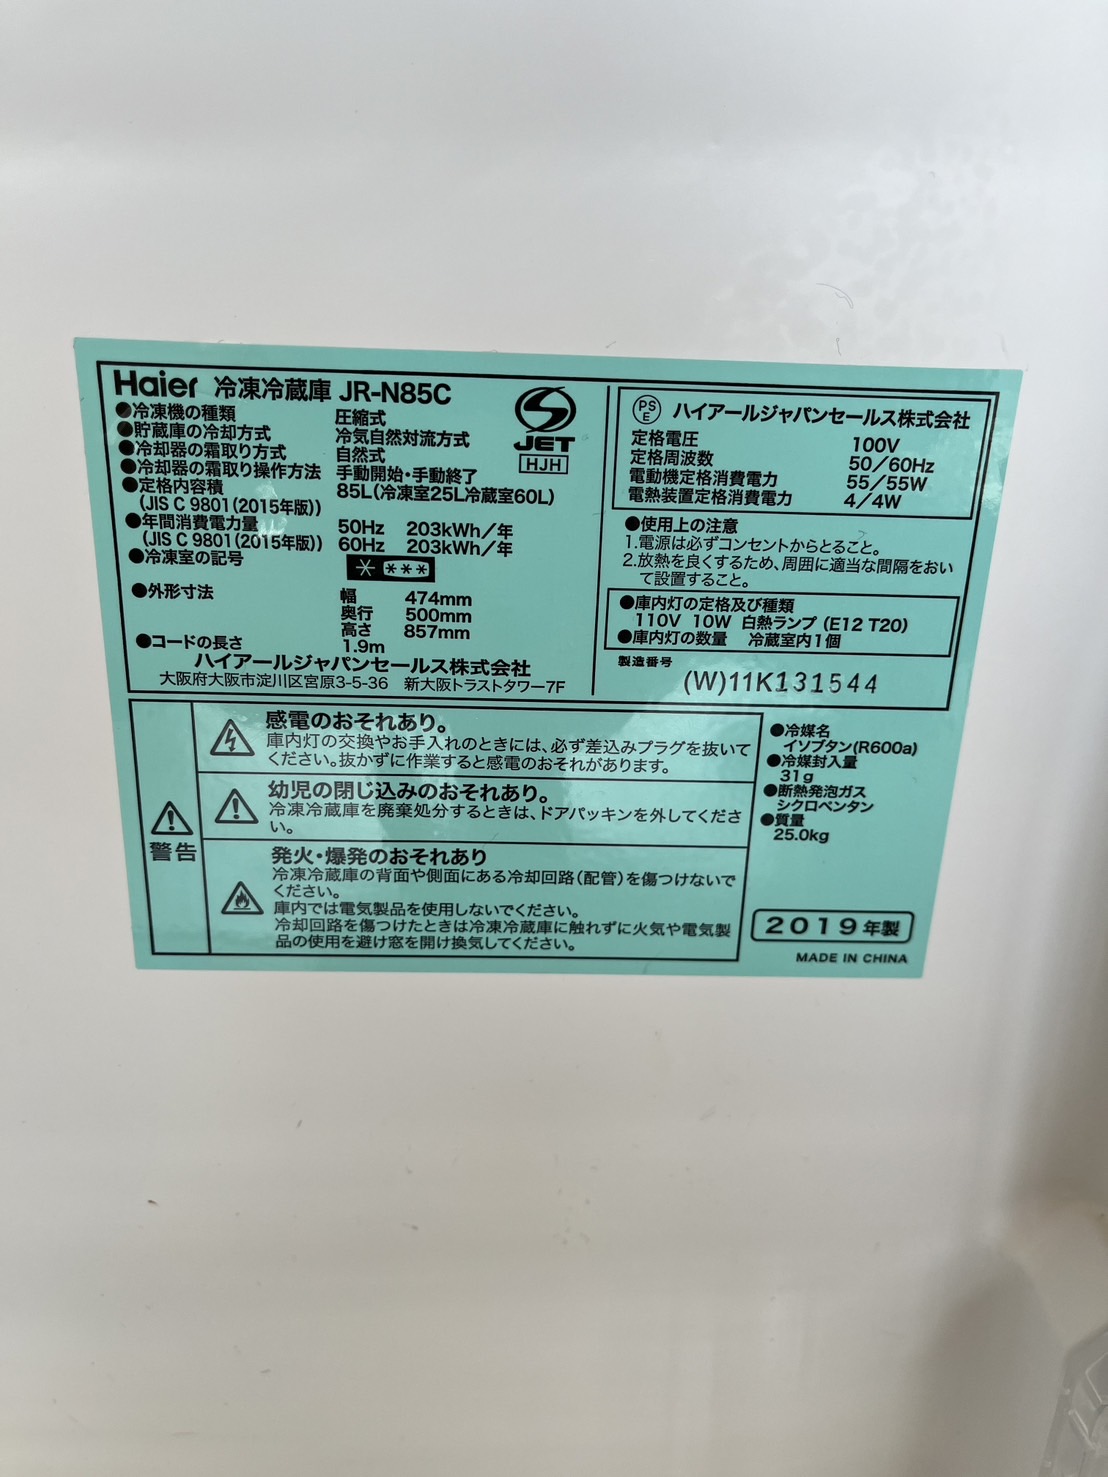 Haier 冷凍冷蔵庫 JR-N85C
●冷凍機の種類 圧縮式
●貯蔵庫の冷却方式 冷気自然対流方式
●冷却器の霜取り方式 自然式
●冷却器の霜取り操作方法 手動開始・手動終了
●定格内容積 85L(冷凍室25L冷蔵室60L)
(JIS C 9801(2015年版))
●年間消費電力量 50Hz 203kWh/年
(JIS C 9801(2015年版)) 60Hz 203kWh/年
●冷凍室の記号
●外形寸法 幅 474mm
奥行 500mm
高さ 857mm
●コードの長さ 1.9m
ハイアールジャパンセールス株式会社
大阪府大阪市淀川区宮原3-5-36 新大阪トラストタワー7F
JET
HJH
PS
E
ハイアールジャパンセールス株式会社
定格電圧 100V
定格周波数 50/60Hz
電動機定格消費電力 55/55W
電熱装置定格消費電力 4/4W
●使用上の注意
1.電源は必ずコンセントからとること。
2.放熱を良くするため、周囲に適当な間隔をおい
て設置すること。
●庫内灯の定格及び種類
110V 10W 白熱ランプ (E12 T20)
●庫内灯の数量 冷蔵室内1個
製造番号
(W)11K131544
警告
感電のおそれあり。
庫内灯の交換やお手入れのときには、必ず差込みプラグを抜いて
ください。抜かずに作業すると感電のおそれがあります。
幼児の閉じ込みのおそれあり。
冷凍冷蔵庫を廃棄処分するときは、ドアパッキンを外してくださ
い。
発火・爆発のおそれあり
冷凍冷蔵庫の背面や側面にある冷却回路(配管)を傷つけないで
ください。
庫内では電気製品を使用しないでください。
冷却回路を傷つけたときは冷凍冷蔵庫に触れずに火気や電気製
品の使用を避け窓を開け換気してください。
●冷媒名
イソブタン(R600a)
●冷媒封入量
31g
●断熱発泡ガス
シクロペンタン
●質量
25.0kg
2019年製
MADE IN CHINA